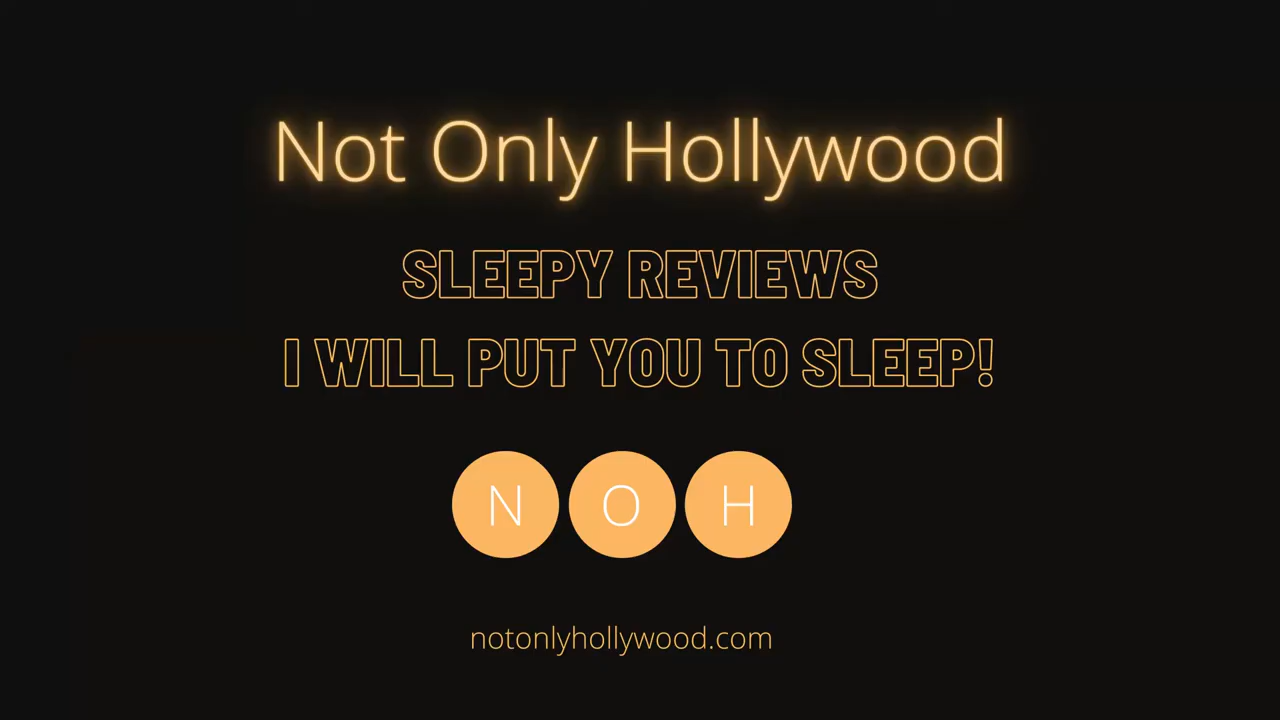 Not Only Hollywood
SLEEPY REVIEWS
I WILL PUT YOU TO SLEEP!
N O H
notonlyhollywood.com